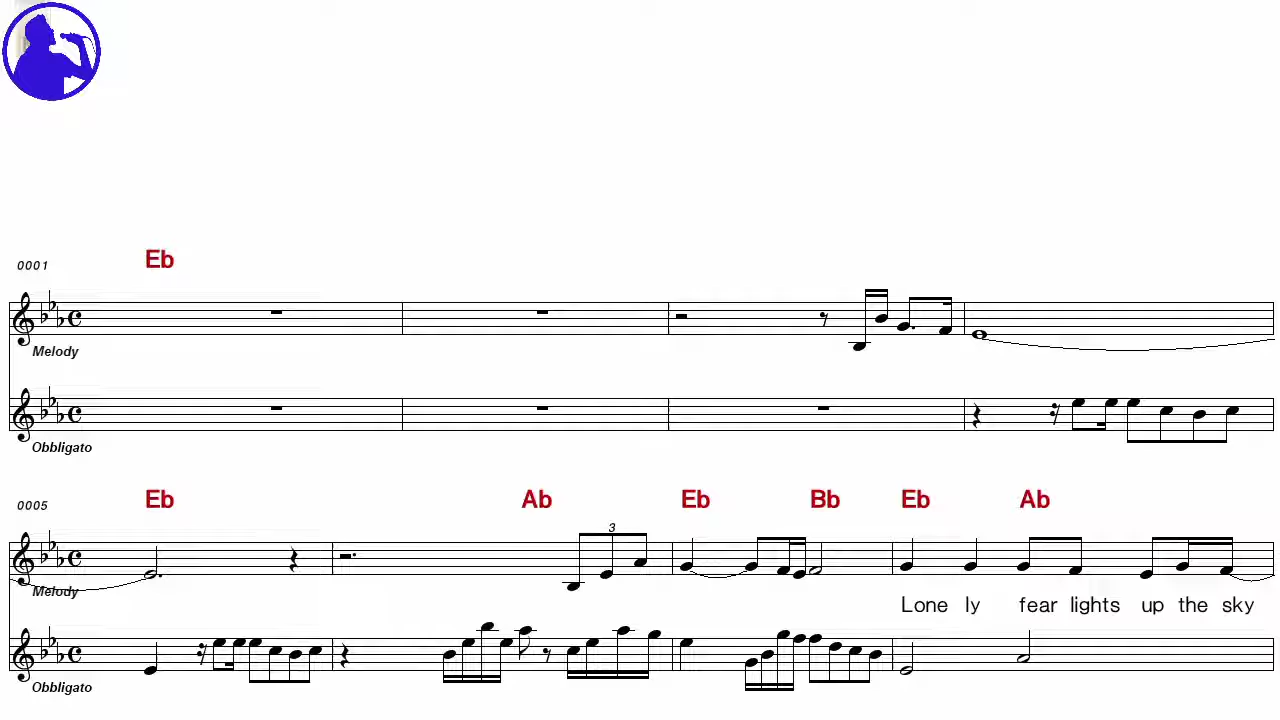 Eb
0001
Melody
Obbligato
Eb Ab Eb Bb Eb Ab
0005
3
Melody
Lone ly fear lights up the sky
Obbligato